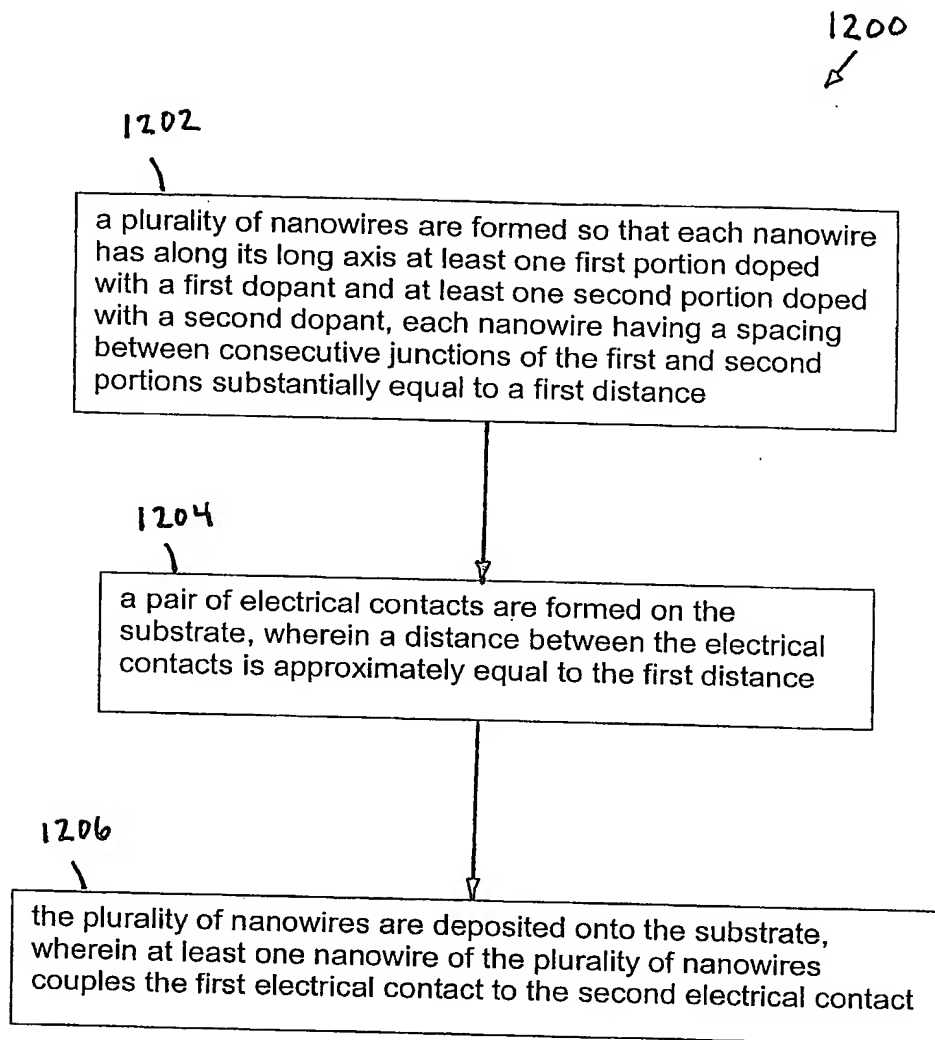 1200
1202
a plurality of nanowires are formed so that each nanowire
has along its long axis at least one first portion doped
with a first dopant and at least one second portion doped
with a second dopant, each nanowire having a spacing
between consecutive junctions of the first and second
portions substantially equal to a first distance
1204
a pair of electrical contacts are formed on the
substrate, wherein a distance between the electrical
contacts is approximately equal to the first distance
1206
the plurality of nanowires are deposited onto the substrate,
wherein at least one nanowire of the plurality of nanowires
couples the first electrical contact to the second electrical contact